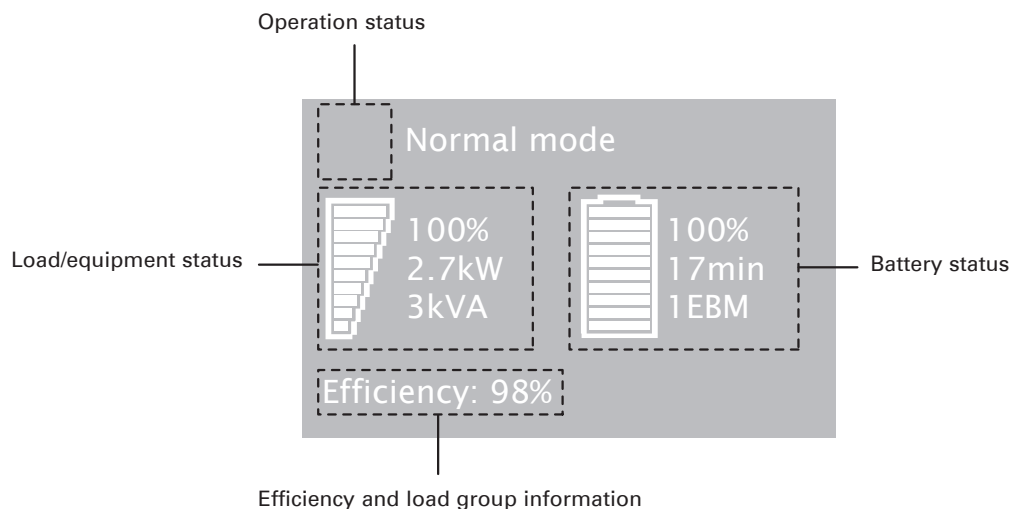 Operation status
Normal mode
Load/equipment status
100%
2.7kW
3kVA
100%
17min
1EBM
Battery status
Efficiency: 98%
Efficiency and load group information